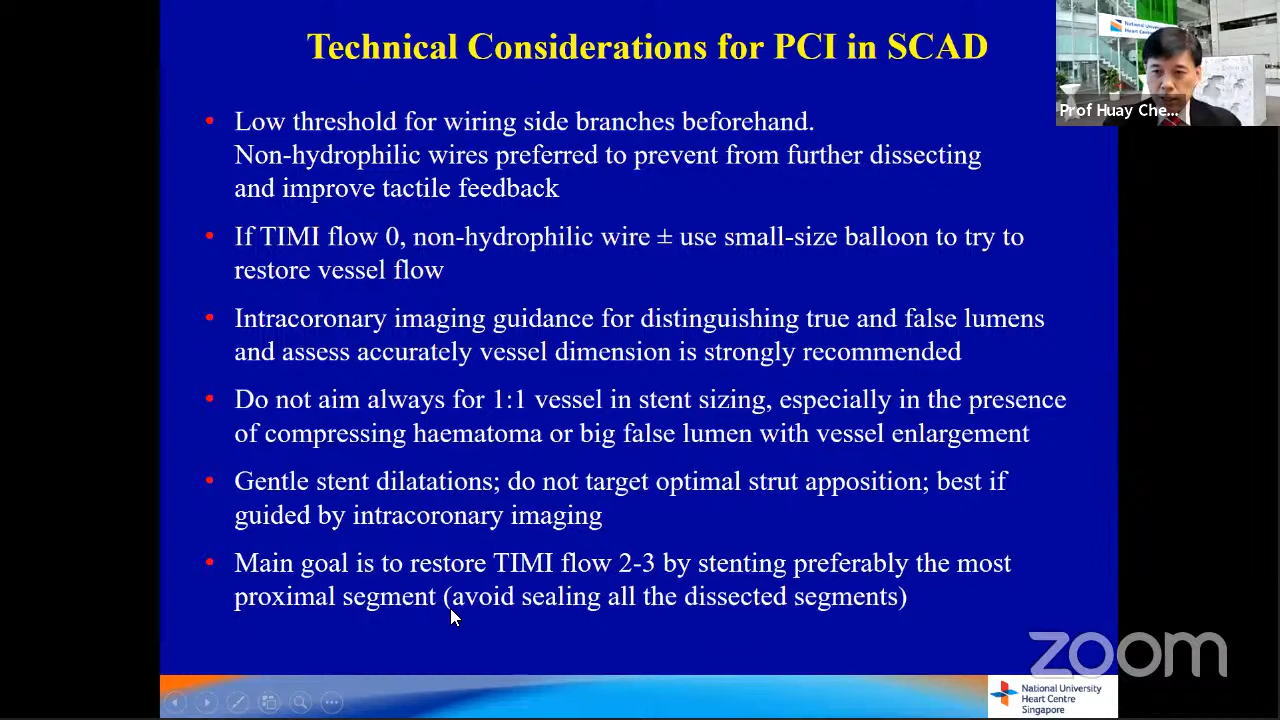 Technical Considerations for PCI in SCAD
National University
Heart Centre
Prof Huay Che...
• Low threshold for wiring side branches beforehand.
Non-hydrophilic wires preferred to prevent from further dissecting
and improve tactile feedback
• If TIMI flow 0, non-hydrophilic wire ± use small-size balloon to try to
restore vessel flow
• Intracoronary imaging guidance for distinguishing true and false lumens
and assess accurately vessel dimension is strongly recommended
• Do not aim always for 1:1 vessel in stent sizing, especially in the presence
of compressing haematoma or big false lumen with vessel enlargement
• Gentle stent dilatations; do not target optimal strut apposition; best if
guided by intracoronary imaging
• Main goal is to restore TIMI flow 2-3 by stenting preferably the most
proximal segment (avoid sealing all the dissected segments)
zoom
National University
Heart Centre
Singapore